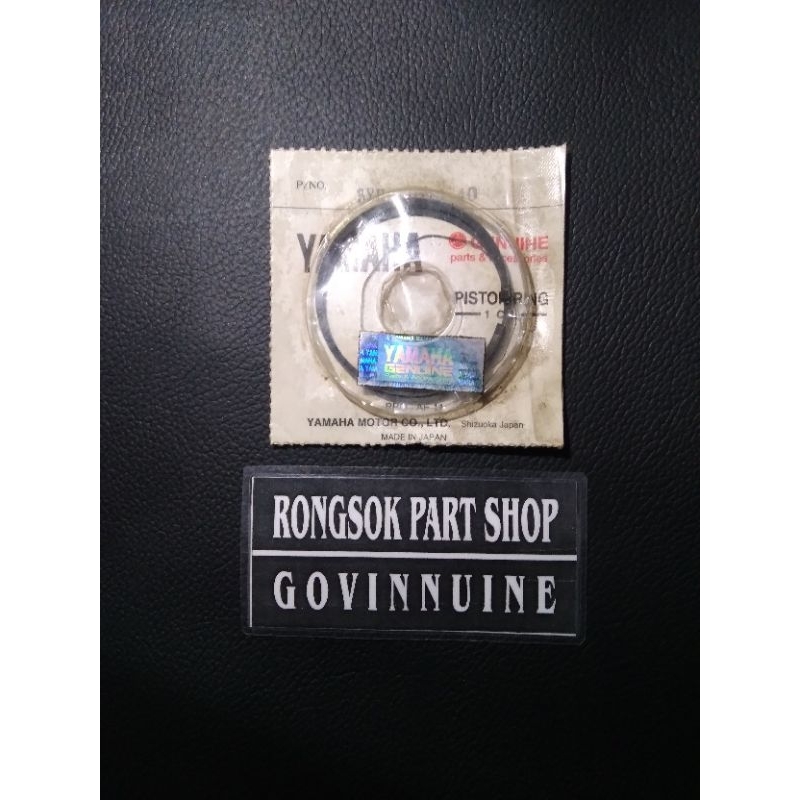 P/NO.
YAMAHA
GENUINE
parts & accessories
PISTON RING
1
YAMAHA
GENUINE
YAMAHA MOTOR CO., LTD. Shizuoka Japan
MADE IN JAPAN
RONGSOK PART SHOP
GOVINNUINE